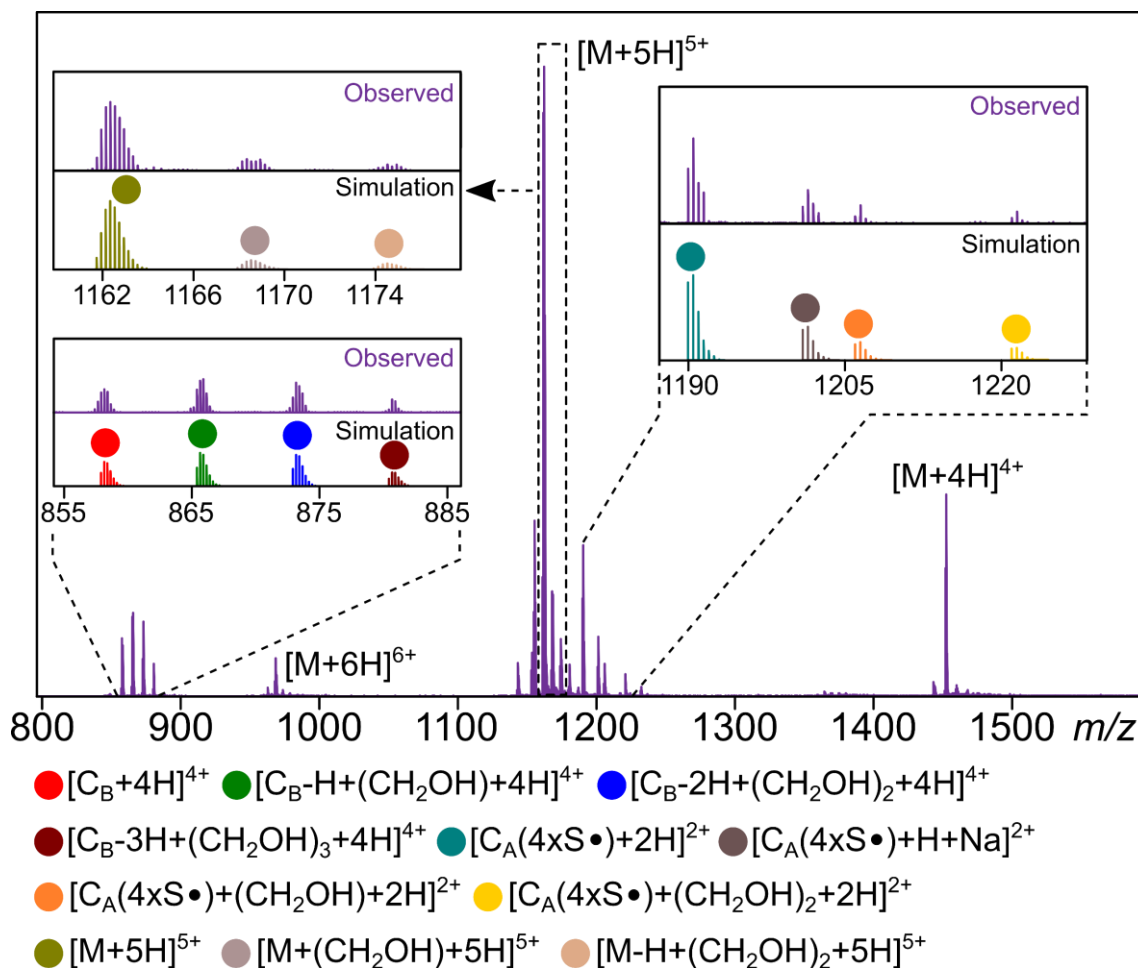 [M+5H]5+
Observed
Simulation
1162 1166 1170 1174
Observed
Simulation
1190 1205 1220
Observed
Simulation
855 865 875 885
[M+4H]4+
[M+6H]6+
800 900 1000 1100 1200 1300 1400 1500 m/z
[CB+4H]4+ [CB-H+(CH2OH)+4H]4+ [CB-2H+(CH2OH)2+4H]4+
[CB-3H+(CH2OH)3+4H]4+ [CA(4xS•)+2H]2+ [CA(4xS•)+H+Na]2+
[CA(4xS•)+(CH2OH)+2H]2+ [CA(4xS•)+(CH2OH)2+2H]2+
[M+5H]5+ [M+(CH2OH)+5H]5+ [M-H+(CH2OH)2+5H]5+